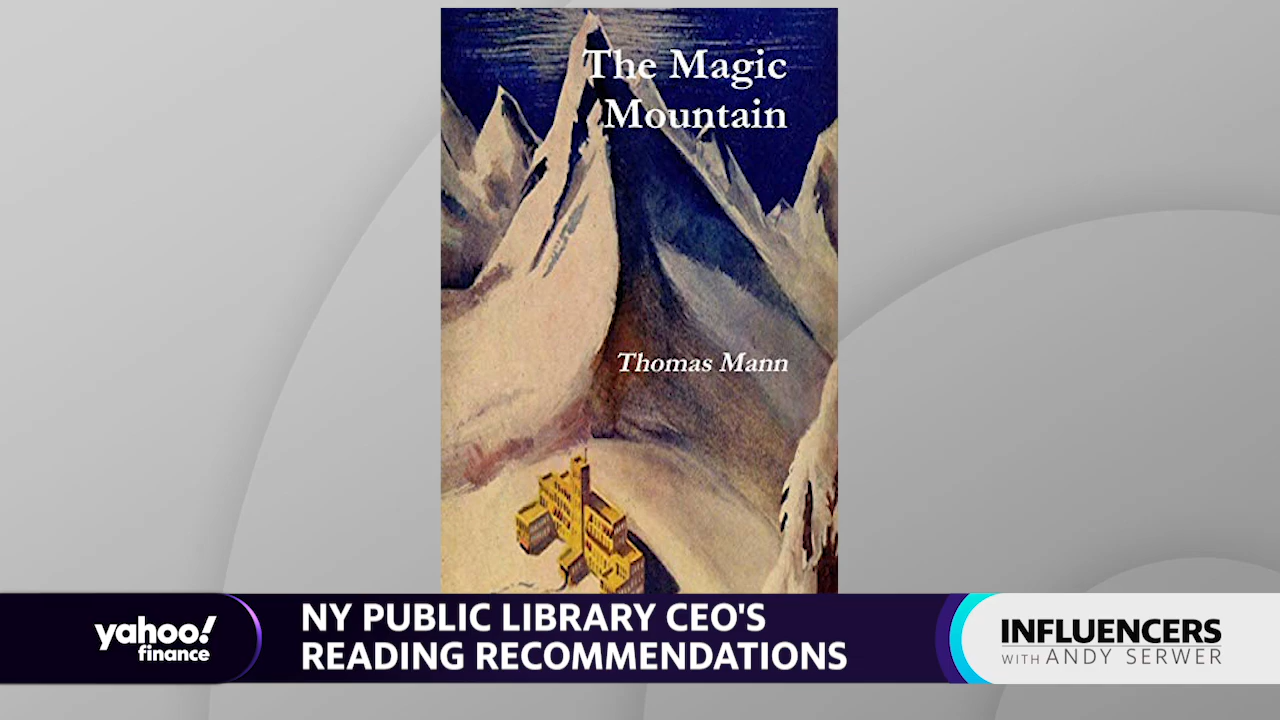 The Magic
Mountain
Thomas Mann
yahoo!
finance
NY PUBLIC LIBRARY CEO'S
READING RECOMMENDATIONS
INFLUENCERS
WITH ANDY SERWER